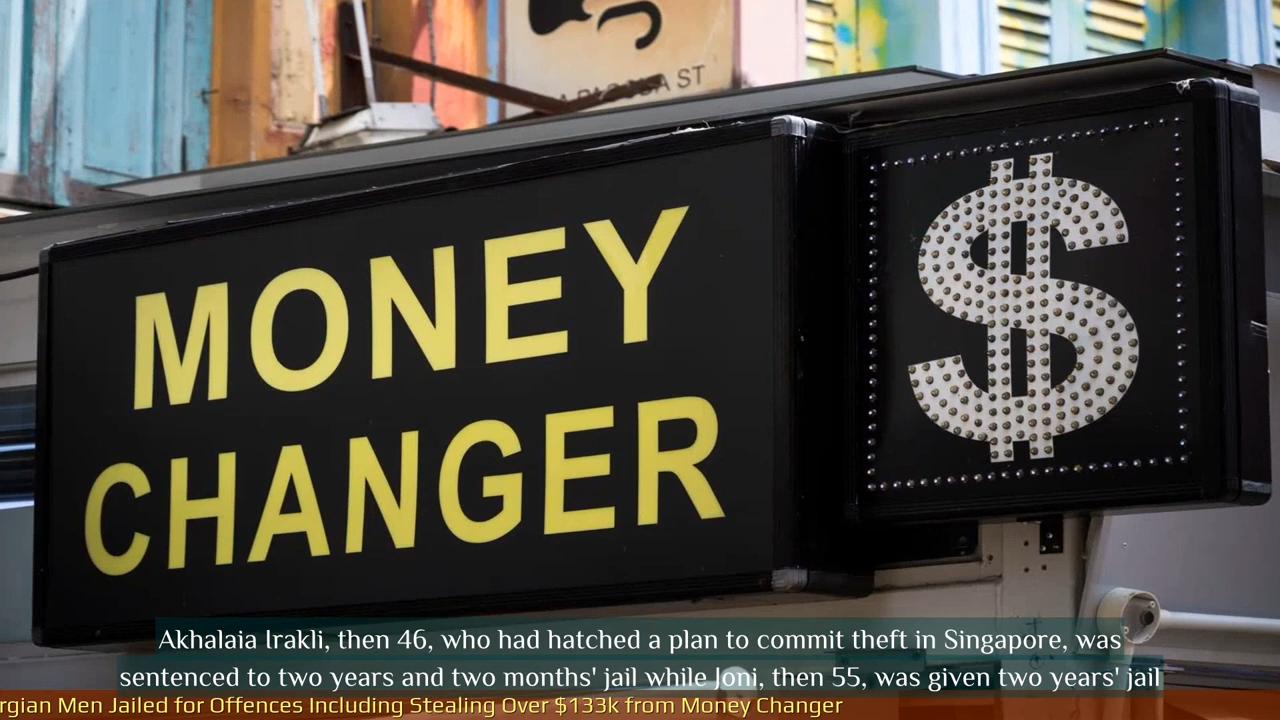 ST
MONEY
CHANGER
$
Akhalaia Irakli, then 46, who had hatched a plan to commit theft in Singapore, was
sentenced to two years and two months' jail while Joni, then 55, was given two years' jail
rgian Men Jailed for Offences Including Stealing Over $133k from Money Changer